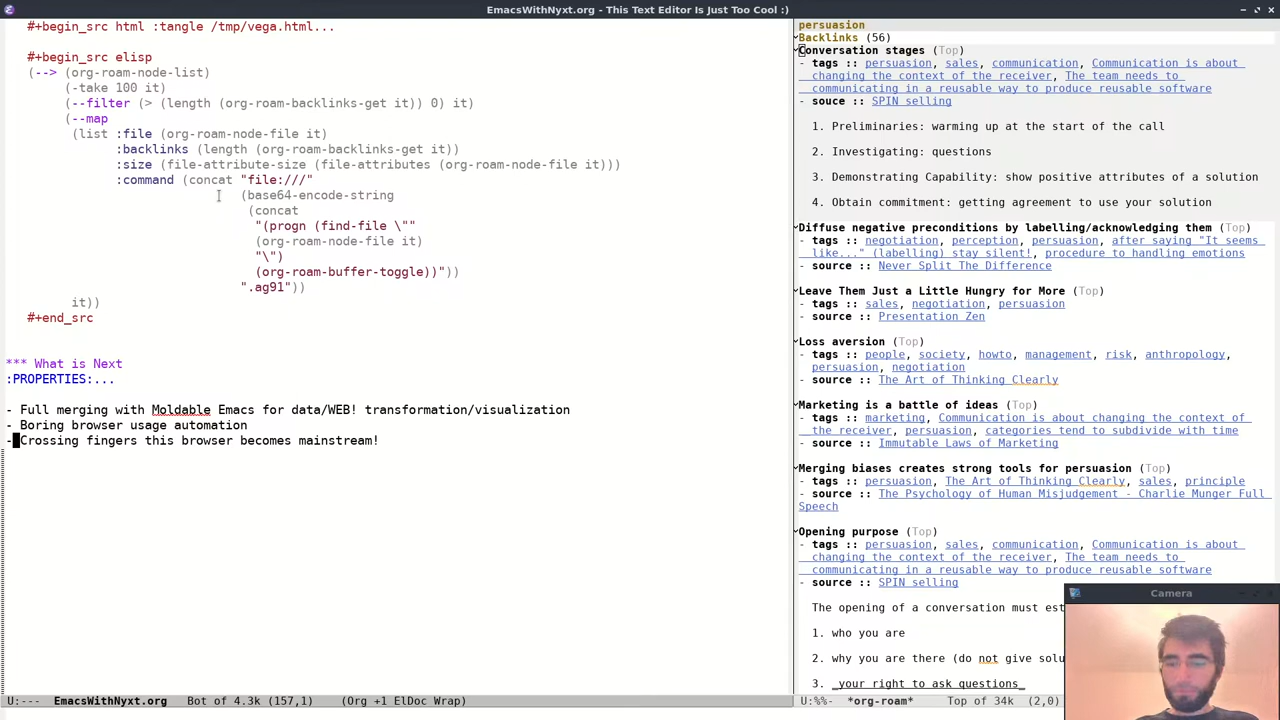 EmacsWithNyxt.org - This Text Editor Is Just Too Cool :)
#+begin_src html :tangle /tmp/vega.html...
#+begin_src elisp
(--> (org-roam-node-list)
(-take 100 it)
(--filter (> (length (org-roam-backlinks-get it)) 0) it)
(--map
(list :file (org-roam-node-file it)
:backlinks (length (org-roam-backlinks-get it))
:size (file-attribute-size (file-attributes (org-roam-node-file it)))
:command (concat "file:///"
(base64-encode-string
(concat
"(progn (find-file \""
(org-roam-node-file it)
"\")
(org-roam-buffer-toggle))"))
".ag91"))
it))
#+end_src
*** What is Next
:PROPERTIES:...
- Full merging with Moldable Emacs for data/WEB! transformation/visualization
- Boring browser usage automation
- Crossing fingers this browser becomes mainstream!
U:--- EmacsWithNyxt.org Bot of 4.3k (157,1) (Org +1 ElDoc Wrap)
persuasion
Backlinks (56)
Conversation stages (Top)
- tags :: persuasion, sales, communication, Communication is about
changing the context of the receiver, The team needs to
communicating in a reusable way to produce reusable software
- souce :: SPIN selling
1. Preliminaries: warming up at the start of the call
2. Investigating: questions
3. Demonstrating Capability: show positive attributes of a solution
4. Obtain commitment: getting agreement to use your solution
Diffuse negative preconditions by labelling/acknowledging them (Top)
- tags :: negotiation, perception, persuasion, after saying "It seems
like..." (labelling) stay silent!, procedure to handling emotions
- source :: Never Split The Difference
Leave Them Just a Little Hungry for More (Top)
- tags :: sales, negotiation, persuasion
- source :: Presentation Zen
Loss aversion (Top)
- tags :: people, society, howto, management, risk, anthropology,
persuasion, negotiation
- source :: The Art of Thinking Clearly
Marketing is a battle of ideas (Top)
- tags :: marketing, Communication is about changing the context of
the receiver, persuasion, categories tend to subdivide with time
- source :: Immutable Laws of Marketing
Merging biases creates strong tools for persuasion (Top)
- tags :: persuasion, The Art of Thinking Clearly, sales, principle
- source :: The Psychology of Human Misjudgement - Charlie Munger Full
Speech
Opening purpose (Top)
- tags :: persuasion, sales, communication, Communication is about
changing the context of the receiver, The team needs to
communicating in a reusable way to produce reusable software
- source :: SPIN selling
The opening of a conversation must est
1. who you are
2. why you are there (do not give solu
3. _your right to ask questions_
U:%%- *org-roam* Top of 34k (2,0)
Camera